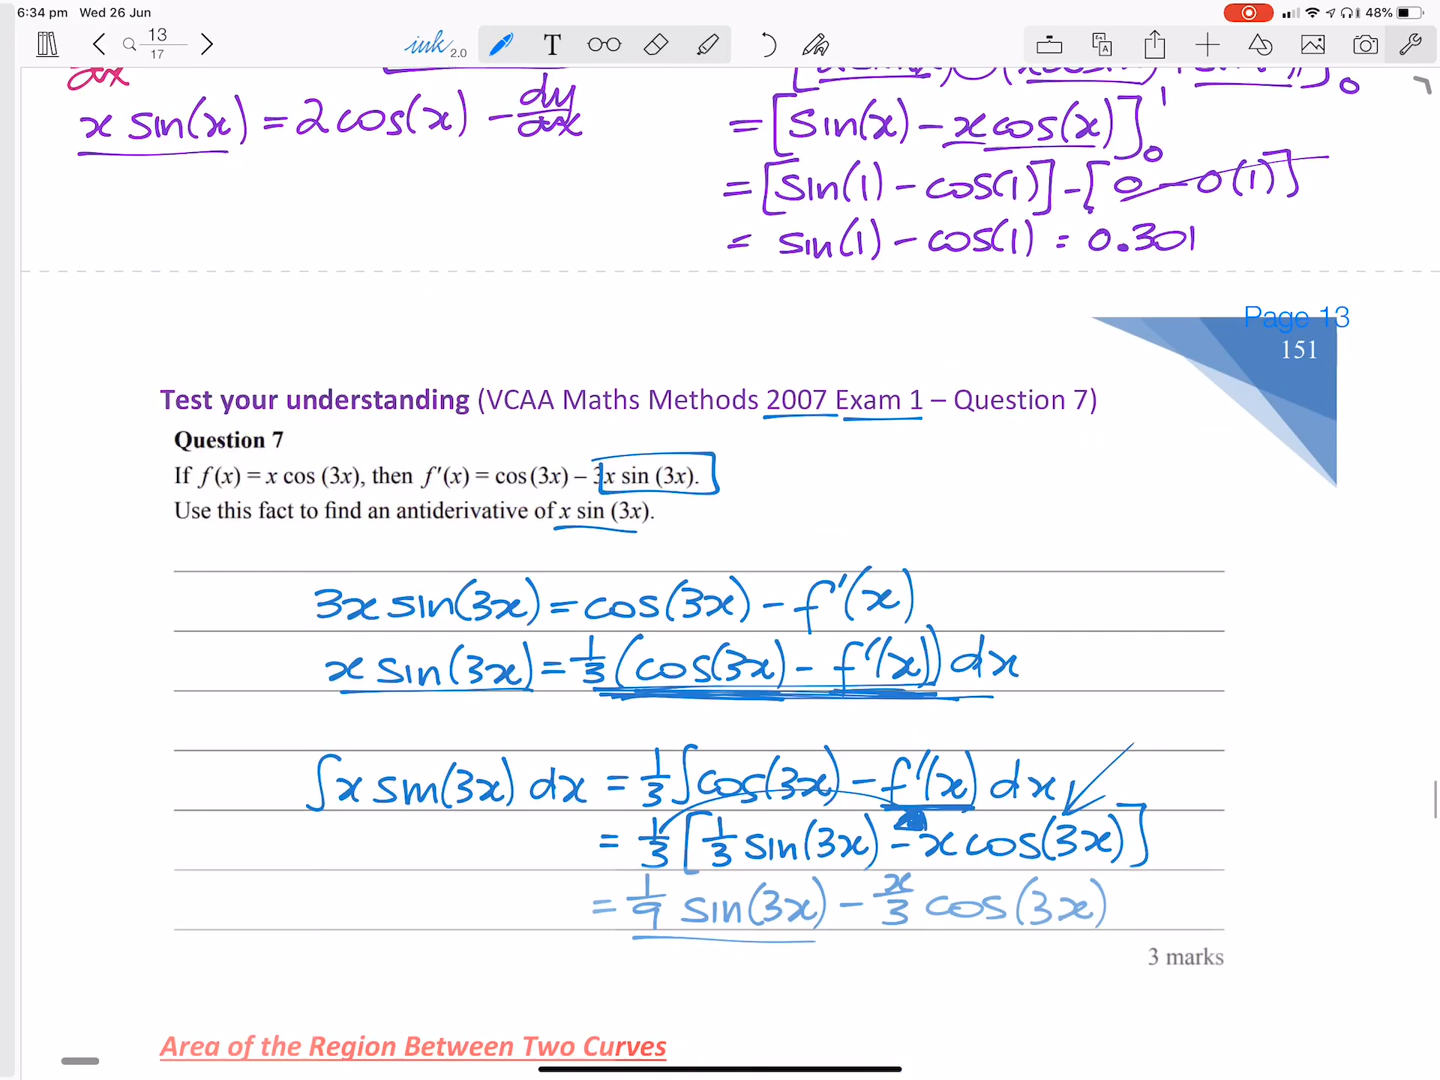 6:34 pm Wed 26 Jun
48%
13
17
ink 2.0
T
dx
x sin(x) = 2cos(x) - dy/dx
0
= [sin(x) - x cos(x)]₀¹
= [sin(1) - cos(1)] - [0 - 0(1)]
= sin(1) - cos(1) = 0.301
Page 13
151
Test your understanding (VCAA Maths Methods 2007 Exam 1 – Question 7)
Question 7
If f(x) = x cos (3x), then f′(x) = cos (3x) – 3x sin (3x).
Use this fact to find an antiderivative of x sin (3x).
3x sin(3x) = cos(3x) - f'(x)
x sin(3x) = 1/3 (cos(3x) - f'(x)) dx
∫x sin(3x) dx = 1/3 ∫cos(3x) - f'(x) dx
= 1/3 [1/3 sin(3x) - x cos(3x)]
= 1/9 sin(3x) - x/3 cos(3x)
3 marks
Area of the Region Between Two Curves